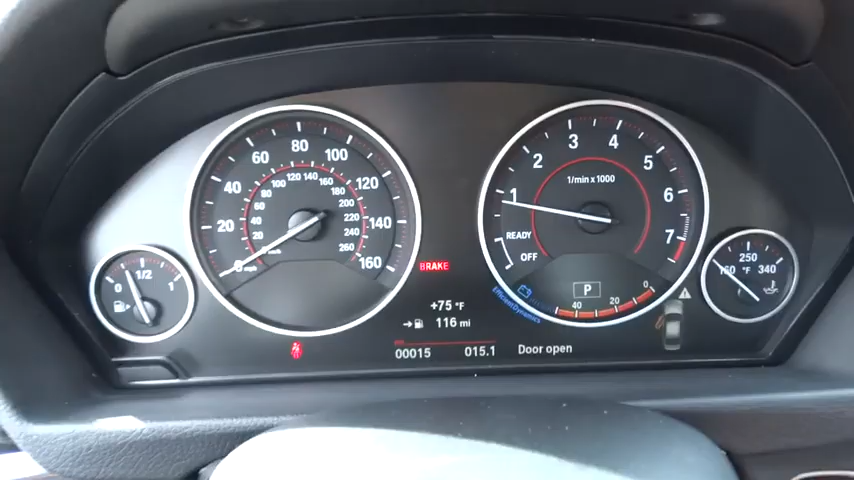 20 40 60 80 100 120 140 160
0 mph
20 40 60 80 100 120 140 160 180 200 220 240 260
0 1/2 1
BRAKE
+75 °F
116 mi
00015 015.1
Door open
1 2 3 4 5 6 7
1/min x 1000
READY
OFF
P
40 20 0
EfficientDynamics
160 °F 250 340